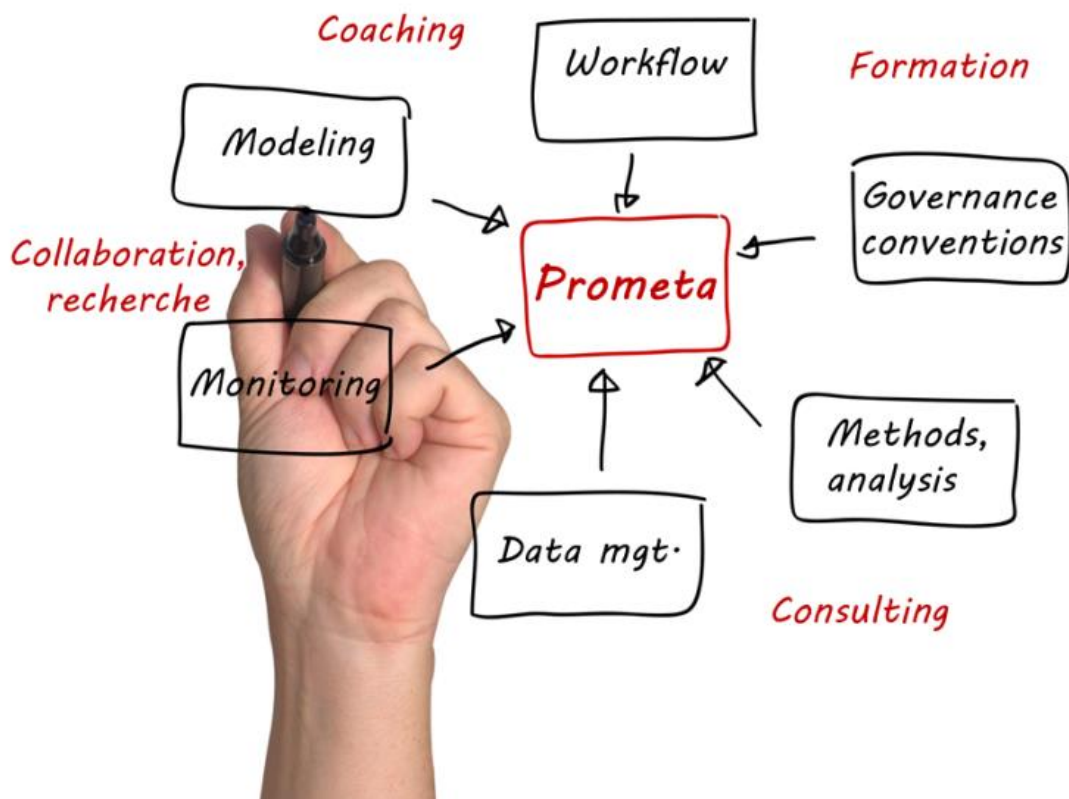 Coaching
Workflow
Formation
Modeling
Governance
conventions
Collaboration,
recherche
Prometa
Monitoring
Methods,
analysis
Data mgt.
Consulting